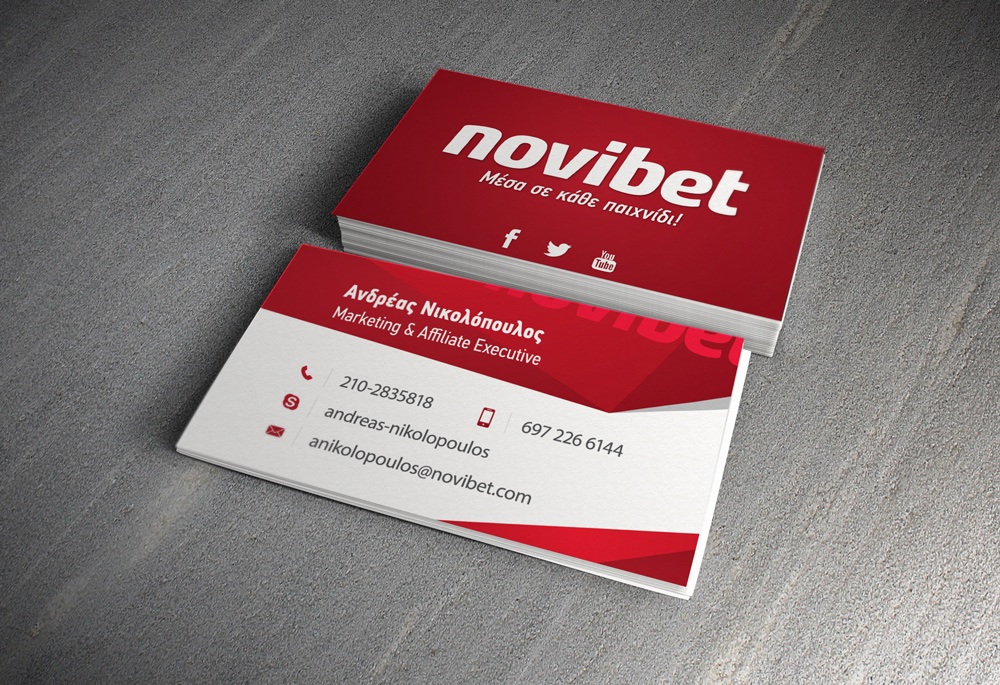 novibet
Μέσα σε κάθε παιχνίδι!
You
Tube
novibet
Ανδρέας Νικολόπουλος
Marketing & Affiliate Executive
210-2835818
697 226 6144
andreas-nikolopoulos
anikolopoulos@novibet.com